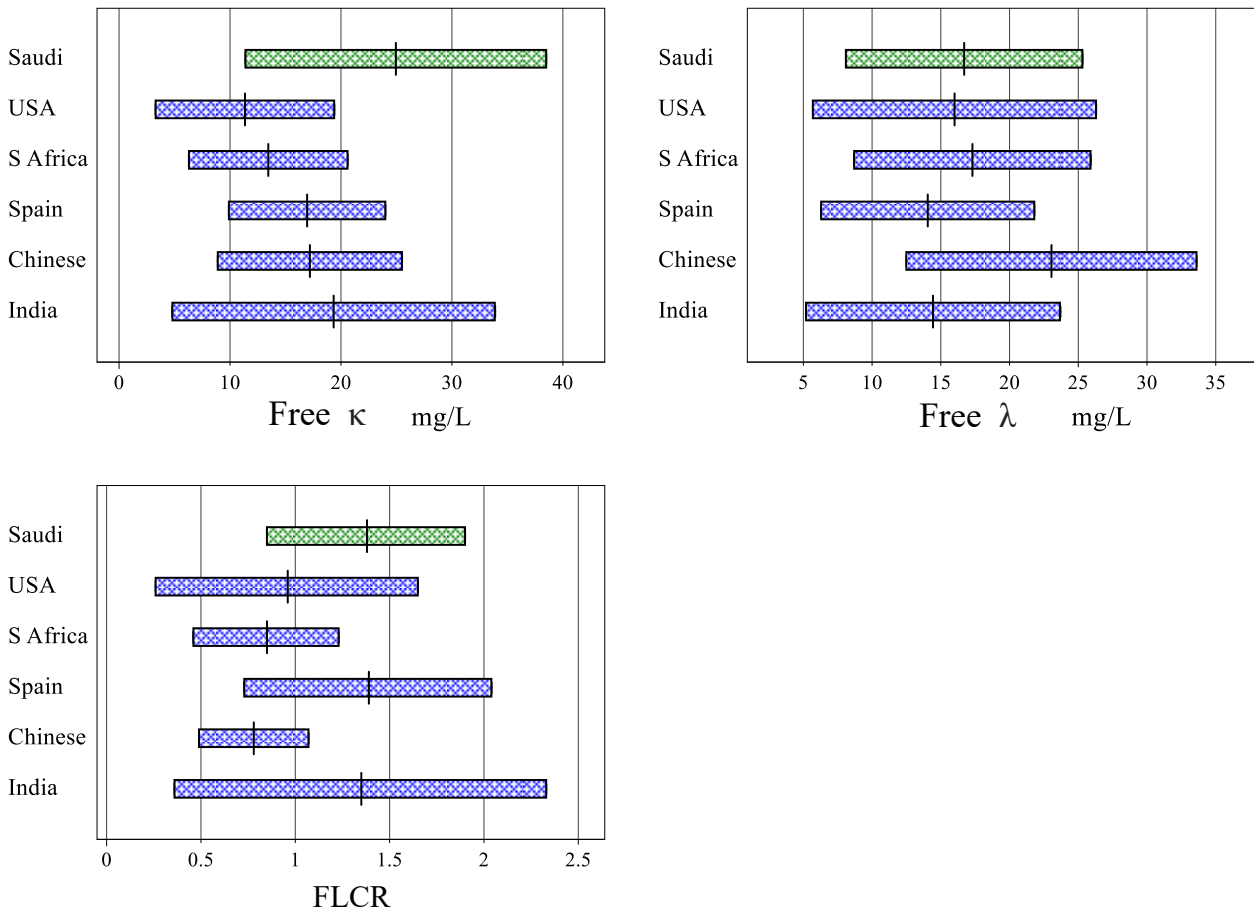 Saudi
USA
S Africa
Spain
Chinese
India
0 10 20 30 40
Free κ mg/L
Saudi
USA
S Africa
Spain
Chinese
India
5 10 15 20 25 30 35
Free λ mg/L
Saudi
USA
S Africa
Spain
Chinese
India
0 0.5 1 1.5 2 2.5
FLCR